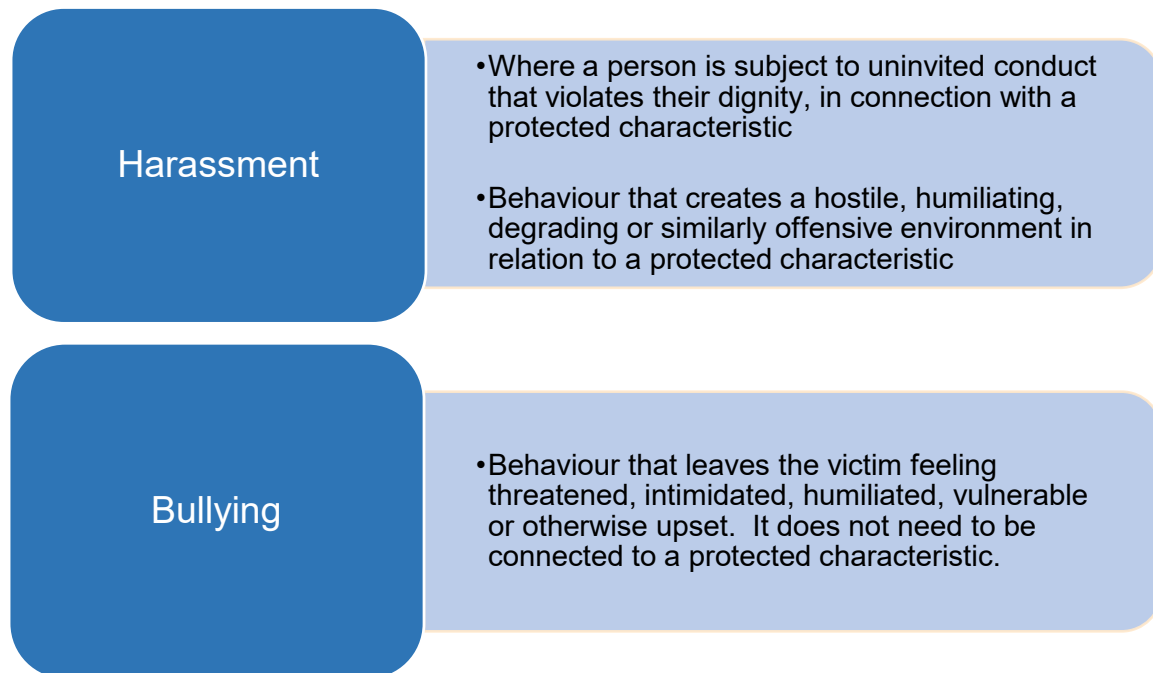 Harassment
•Where a person is subject to uninvited conduct
that violates their dignity, in connection with a
protected characteristic
•Behaviour that creates a hostile, humiliating,
degrading or similarly offensive environment in
relation to a protected characteristic
Bullying
•Behaviour that leaves the victim feeling
threatened, intimidated, humiliated, vulnerable
or otherwise upset.  It does not need to be
connected to a protected characteristic.